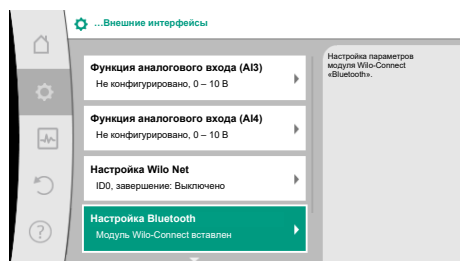 ...Внешние интерфейсы
Функция аналогового входа (AI3)
Не конфигурировано, 0 – 10 В
Функция аналогового входа (AI4)
Не конфигурировано, 0 – 10 В
Настройка Wilo Net
ID0, завершение: Выключено
Настройка Bluetooth
Модуль Wilo-Connect вставлен
Настройка параметров
модуля Wilo-Connect
«Bluetooth».